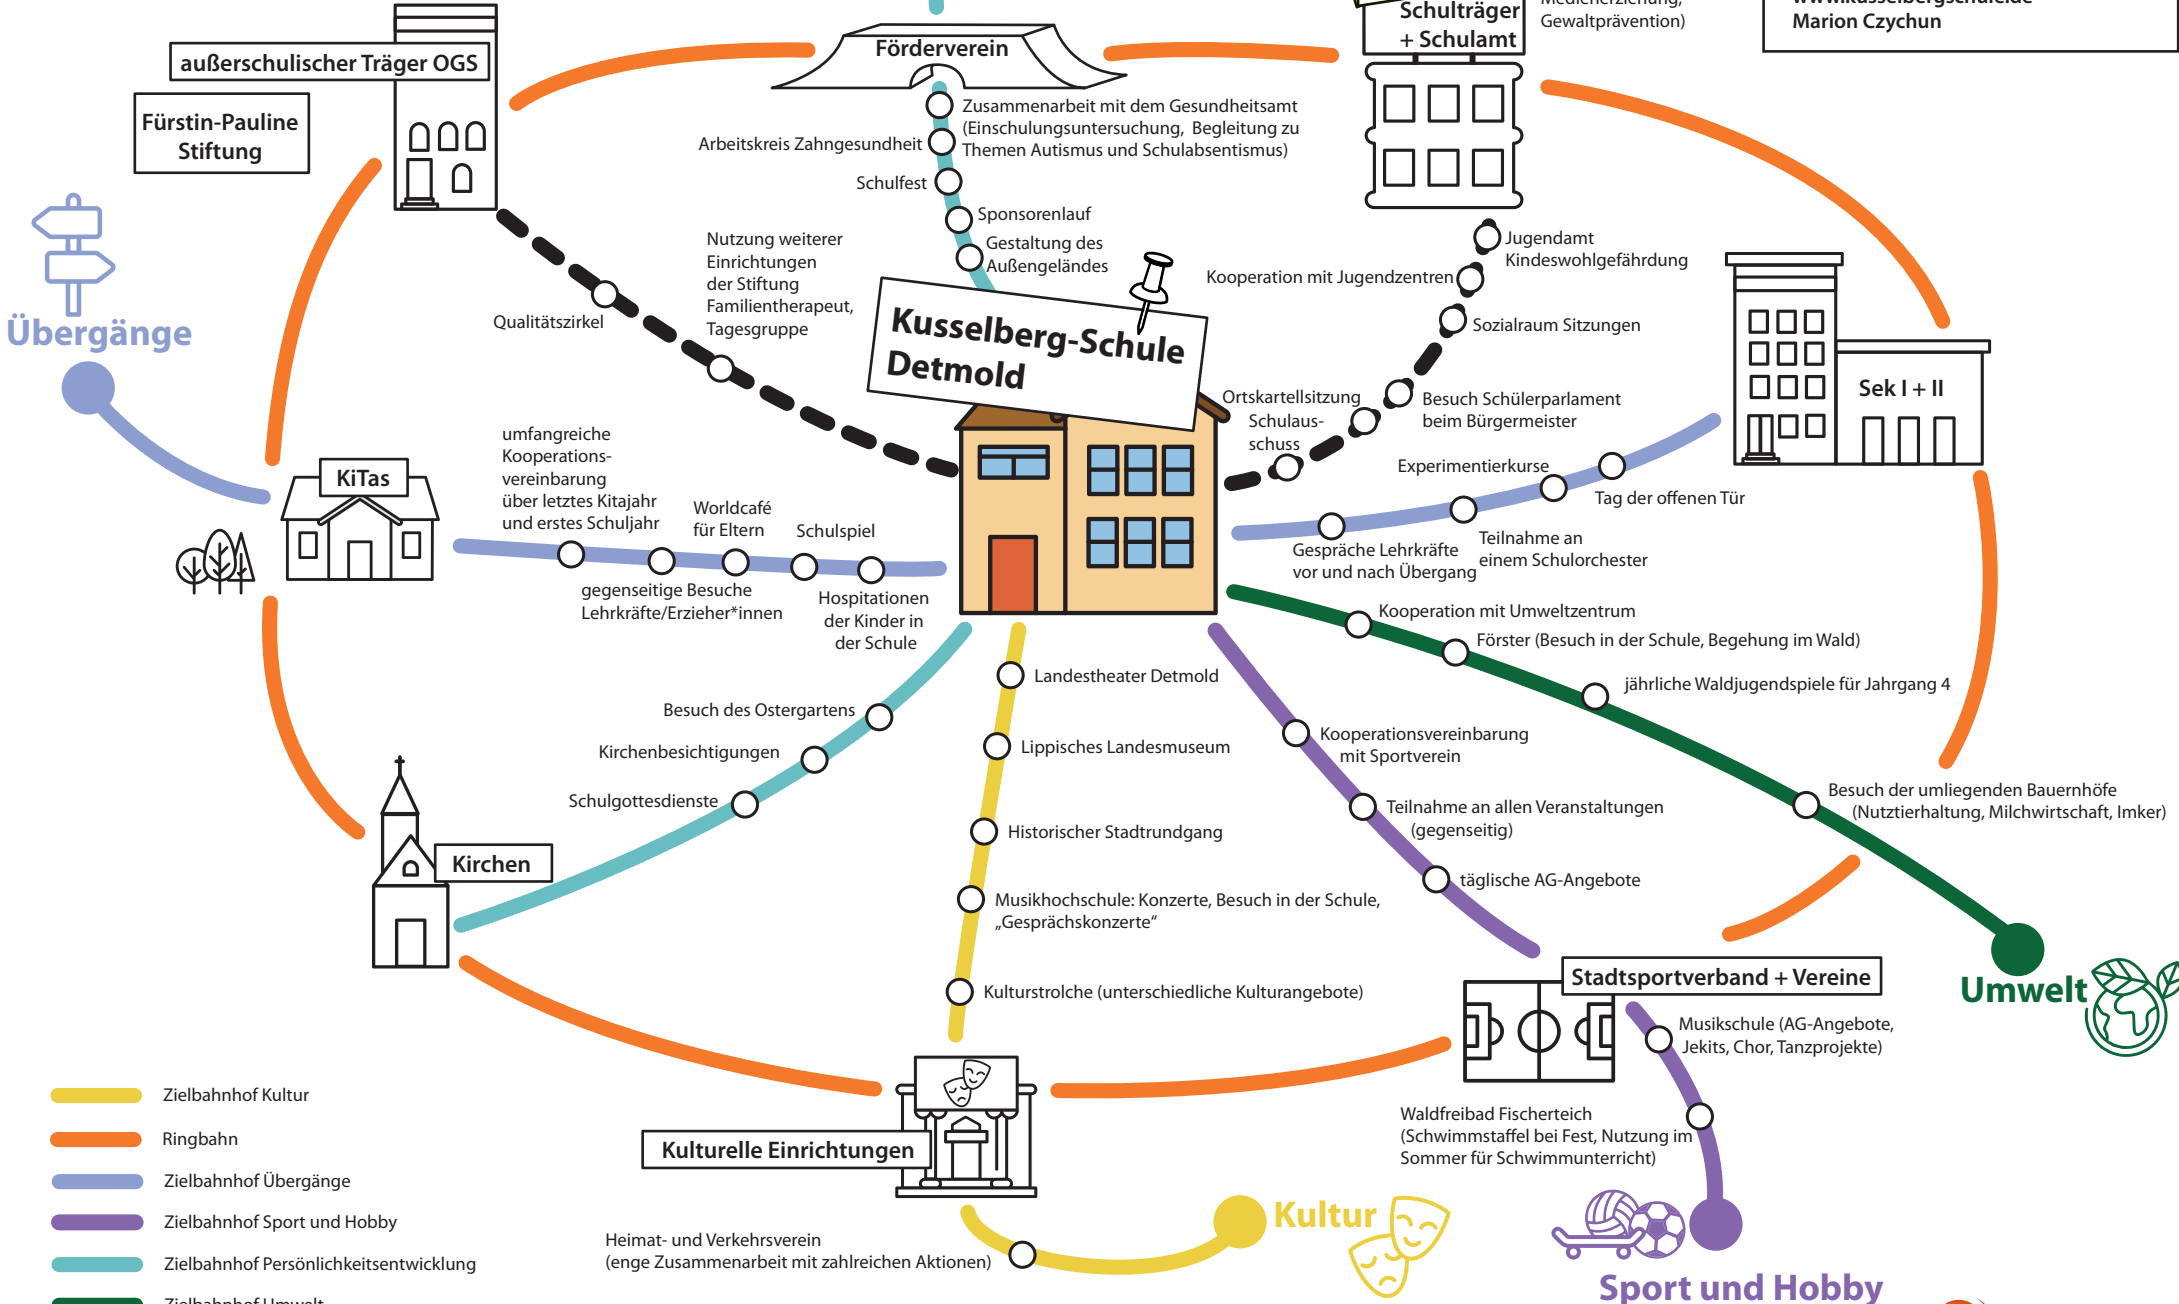 Medienerziehung,
Gewaltprävention)
Marion Czychun
Schulträger
+ Schulamt
Förderverein
außerschulischer Träger OGS
Fürstin-Pauline
Stiftung
Zusammenarbeit mit dem Gesundheitsamt
(Einschulungsuntersuchung, Begleitung zu
Themen Autismus und Schulabsentismus)
Arbeitskreis Zahngesundheit
Schulfest
Sponsorenlauf
Gestaltung des
Außengeländes
Nutzung weiterer
Einrichtungen
der Stiftung
Familientherapeut,
Tagesgruppe
Qualitätszirkel
Jugendamt
Kindeswohlgefährdung
Kooperation mit Jugendzentren
Sozialraum Sitzungen
Übergänge
Kusselberg-Schule
Detmold
Ortskartellsitzung
Schulaus-
schuss
Besuch Schülerparlament
beim Bürgermeister
Sek I + II
Experimentierkurse
Tag der offenen Tür
Gespräche Lehrkräfte
vor und nach Übergang
Teilnahme an
einem Schulorchester
KiTas
umfangreiche
Kooperations-
vereinbarung
über letztes Kitajahr
und erstes Schuljahr
Worldcafé
für Eltern
Schulspiel
gegenseitige Besuche
Lehrkräfte/Erzieher*innen
Hospitationen
der Kinder in
der Schule
Kooperation mit Umweltzentrum
Förster (Besuch in der Schule, Begehung im Wald)
jährliche Waldjugendspiele für Jahrgang 4
Besuch der umliegenden Bauernhöfe
(Nutztierhaltung, Milchwirtschaft, Imker)
Umwelt
Besuch des Ostergartens
Kirchenbesichtigungen
Schulgottesdienste
Kirchen
Landestheater Detmold
Lippisches Landesmuseum
Historischer Stadtrundgang
Musikhochschule: Konzerte, Besuch in der Schule,
„Gesprächskonzerte“
Kulturstrolche (unterschiedliche Kulturangebote)
Kooperationsvereinbarung
mit Sportverein
Teilnahme an allen Veranstaltungen
(gegenseitig)
täglische AG-Angebote
Stadtsportverband + Vereine
Musikschule (AG-Angebote,
Jekits, Chor, Tanzprojekte)
Waldfreibad Fischerteich
(Schwimmstaffel bei Fest, Nutzung im
Sommer für Schwimmunterricht)
Sport und Hobby
Kulturelle Einrichtungen
Heimat- und Verkehrsverein
(enge Zusammenarbeit mit zahlreichen Aktionen)
Kultur
Zielbahnhof Kultur
Ringbahn
Zielbahnhof Übergänge
Zielbahnhof Sport und Hobby
Zielbahnhof Persönlichkeitsentwicklung
Zielbahnhof Umwelt